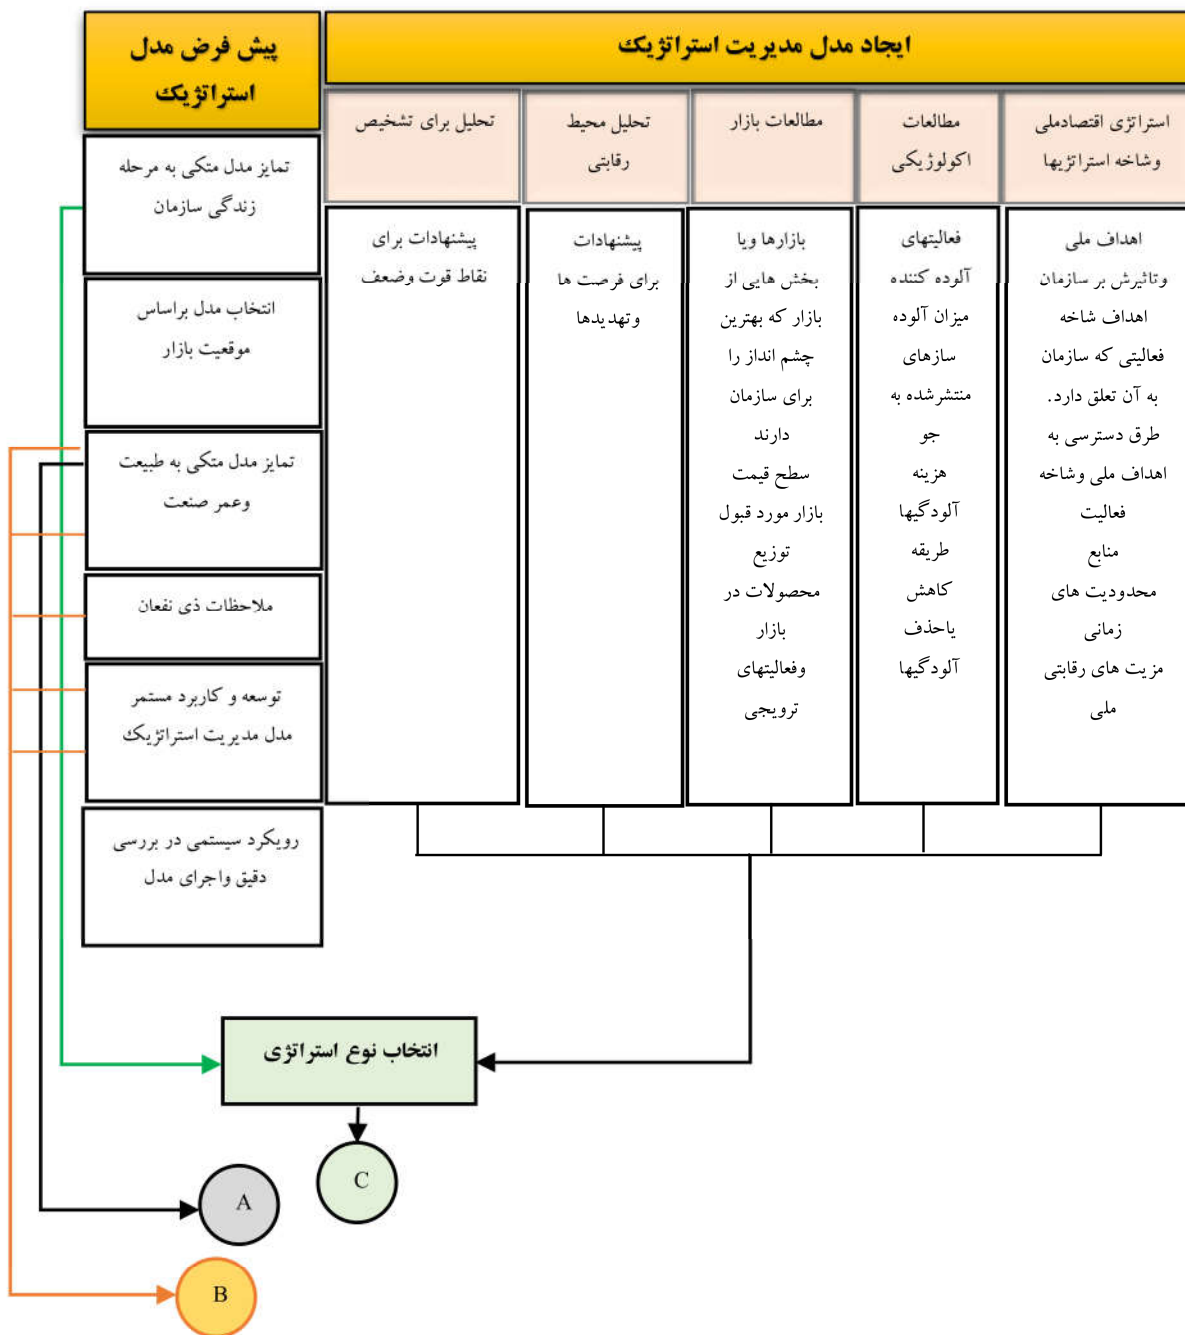 ایجاد مدل مدیریت استراتژیک
پیش فرض مدل
استراتژیک
استراتژی اقتصادملی
وشاخه استراتژیها
مطالعات
اکولوژیکی
مطالعات بازار
تحلیل محیط
رقابتی
تحلیل برای تشخیص
اهداف ملی
وتاثیرش بر سازمان
اهداف شاخه
فعالیتی که سازمان
به آن تعلق دارد.
طرق دسترسی به
اهداف ملی وشاخه
فعالیت
منابع
محدودیت های
زمانی
مزیت های رقابتی
ملی
فعالیتهای
آلوده کننده
میزان آلوده
سازهای
منتشرشده به
جو
هزینه
آلودگیها
طریقه
کاهش
یاحذف
آلودگیها
بازارها ویا
بخش هایی از
بازار که بهترین
چشم انداز را
برای سازمان
دارند
سطح قیمت
بازار مورد قبول
توزیع
محصولات در
بازار
وفعالیتهای
ترویجی
پیشنهادات
برای فرصت ها
وتهدیدها
پیشنهادات برای
نقاط قوت وضعف
تمایز مدل متکی به مرحله
زندگی سازمان
انتخاب مدل براساس
موقعیت بازار
تمایز مدل متکی به طبیعت
وعمر صنعت
ملاحظات ذی نفعان
توسعه و کاربرد مستمر
مدل مدیریت استراتژیک
رویکرد سیستمی در بررسی
دقیق واجرای مدل
انتخاب نوع استراتژی
C
A
B